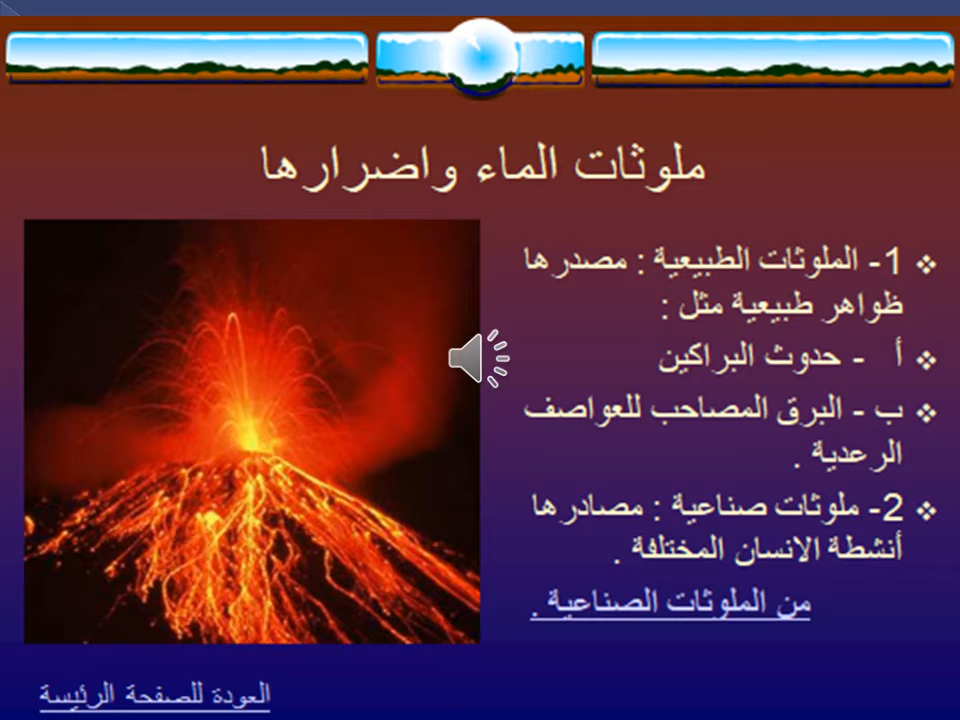 ملوثات الماء واضرارها
1- الملوثات الطبيعية : مصدرها
ظواهر طبيعية مثل :
أ - حدوث البراكين
ب - البرق المصاحب للعواصف
الرعدية .
2- ملوثات صناعية : مصادرها
أنشطة الانسان المختلفة .
من الملوثات الصناعية .
العودة للصفحة الرئيسة